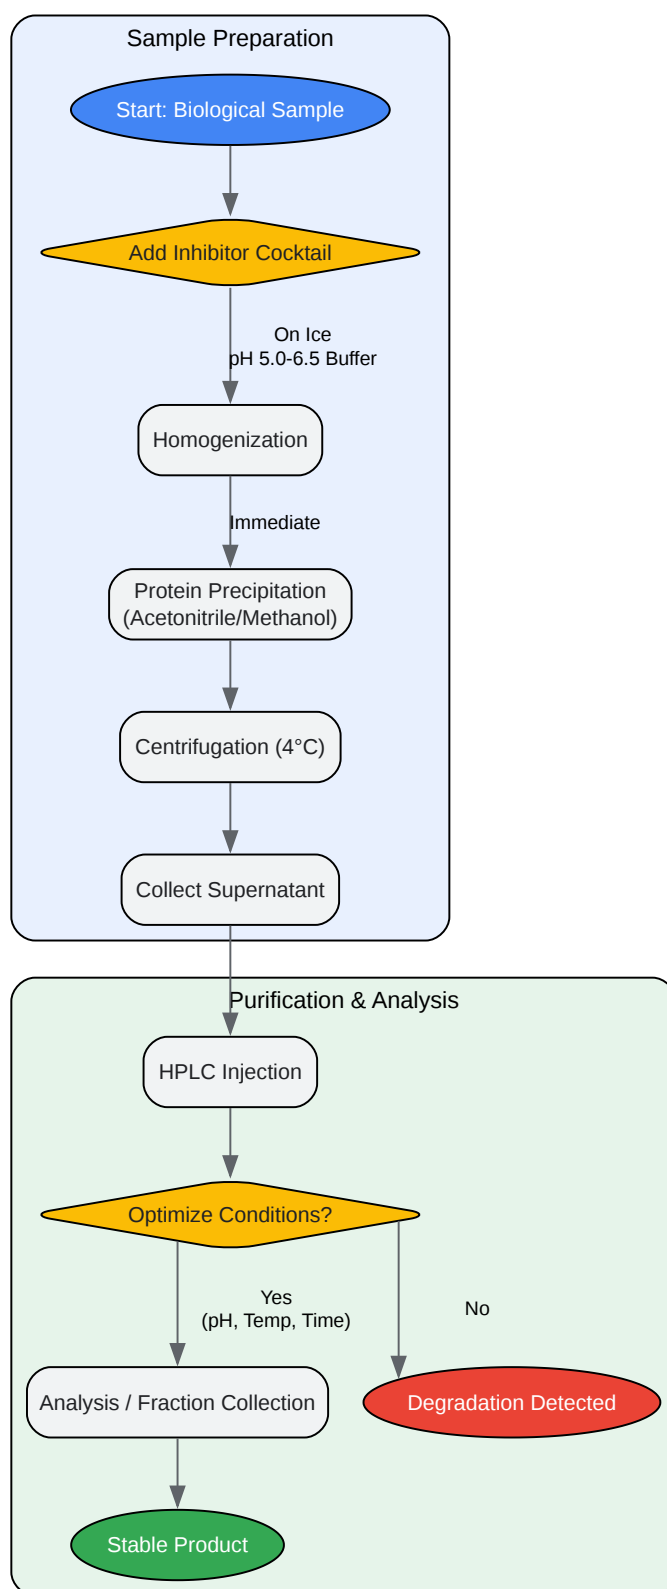 Sample Preparation
Start: Biological Sample
Add Inhibitor Cocktail
On Ice
pH 5.0-6.5 Buffer
Homogenization
Immediate
Protein Precipitation
(Acetonitrile/Methanol)
Centrifugation (4°C)
Collect Supernatant
Purification & Analysis
HPLC Injection
Optimize Conditions?
Yes
(pH, Temp, Time)
No
Analysis / Fraction Collection
Degradation Detected
Stable Product